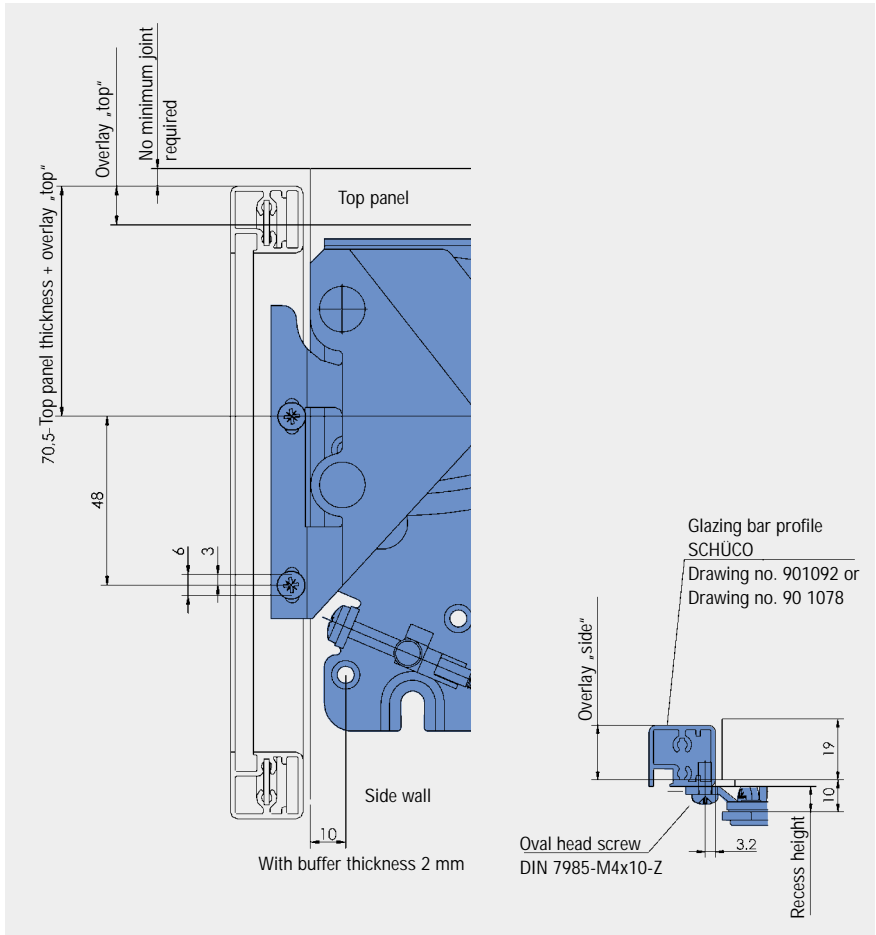 No minimum joint
required
Overlay „top“
70,5-Top panel thickness + overlay „top“
Top panel
48
6
3
Side wall
10
With buffer thickness 2 mm
Glazing bar profile
SCHÜCO
Drawing no. 901092 or
Drawing no. 90 1078
Overlay „side“
19
10
3.2
Oval head screw
DIN 7985-M4x10-Z
Recess height